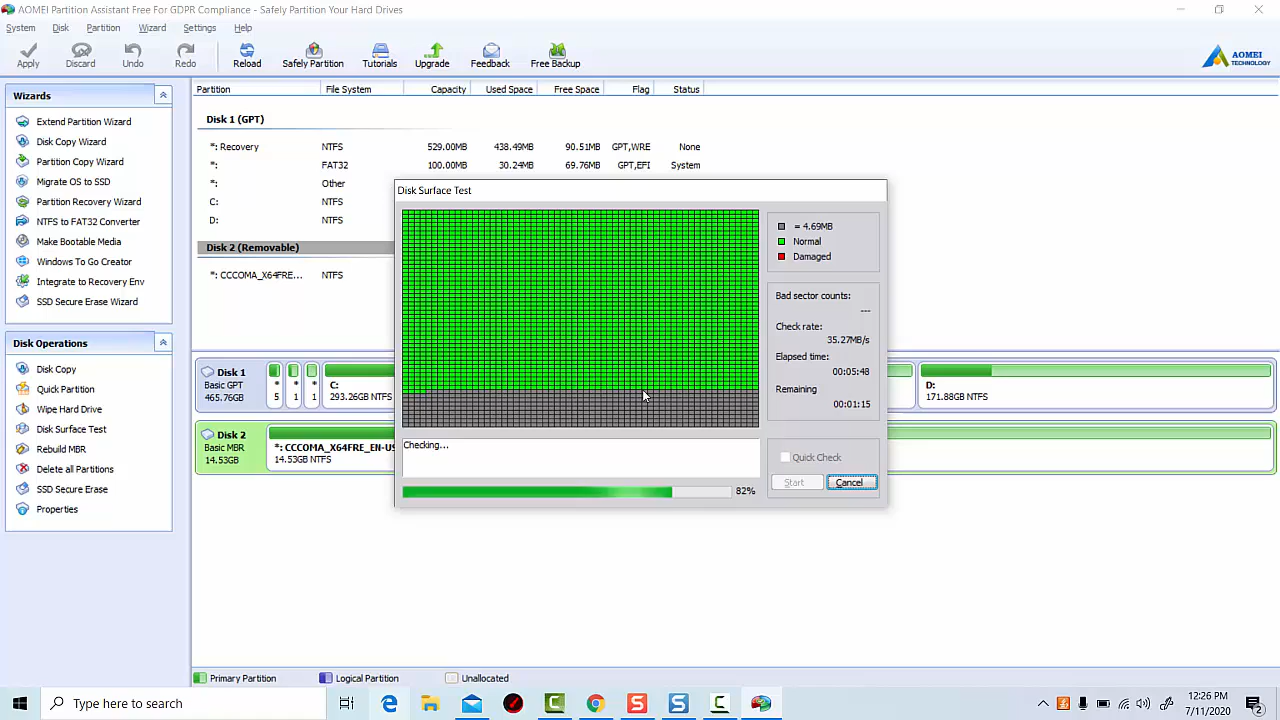 AOMEI Partition Assistant Free For GDPR Compliance - Safely Partition Your Hard Drives
System Disk Partition Wizard Settings Help
Apply Discard Undo Redo Reload Safely Partition Tutorials Upgrade Feedback Free Backup
AOMEI
TECHNOLOGY
Wizards
Extend Partition Wizard
Disk Copy Wizard
Partition Copy Wizard
Migrate OS to SSD
Partition Recovery Wizard
NTFS to FAT32 Converter
Make Bootable Media
Windows To Go Creator
Integrate to Recovery Env
SSD Secure Erase Wizard
Disk Operations
Disk Copy
Quick Partition
Wipe Hard Drive
Disk Surface Test
Rebuild MBR
Delete all Partitions
SSD Secure Erase
Properties
Partition File System Capacity Used Space Free Space Flag Status
Disk 1 (GPT)
*: Recovery NTFS 529.00MB 438.49MB 90.51MB GPT,WRE None
*: FAT32 100.00MB 30.24MB 69.76MB GPT,EFI System
*: Other
C: NTFS
D: NTFS
Disk 2 (Removable)
*: CCCOMA_X64FRE... NTFS
Disk Surface Test
= 4.69MB
Normal
Damaged
Bad sector counts:
---
Check rate:
35.27MB/s
Elapsed time:
00:05:48
Remaining
00:01:15
Checking...
Quick Check
82%
Start Cancel
Disk 1
Basic GPT
465.76GB
*
5
*
1
*
1
C:
293.26GB NTFS
D:
171.88GB NTFS
Disk 2
Basic MBR
14.53GB
*: CCCOMA_X64FRE_EN-US
14.53GB NTFS
Primary Partition Logical Partition Unallocated
Type here to search
12:26 PM
7/11/2020
2